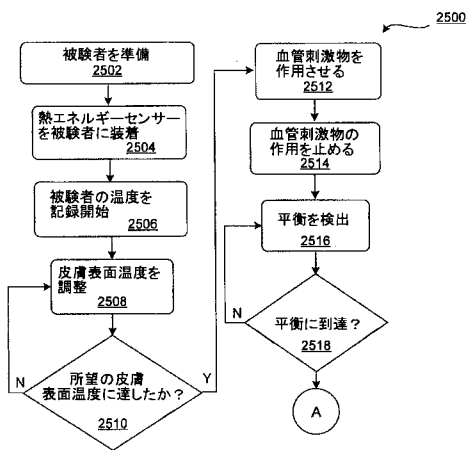 2500
被験者を準備
2502
熱エネルギーセンサー
を被験者に装着
2504
被験者の温度を
記録開始
2506
皮膚表面温度を
調整
2508
所望の皮膚
表面温度に達したか？
2510
N
Y
血管刺激物を
作用させる
2512
血管刺激物の
作用を止める
2514
平衡を検出
2516
平衡に到達？
2518
N
A